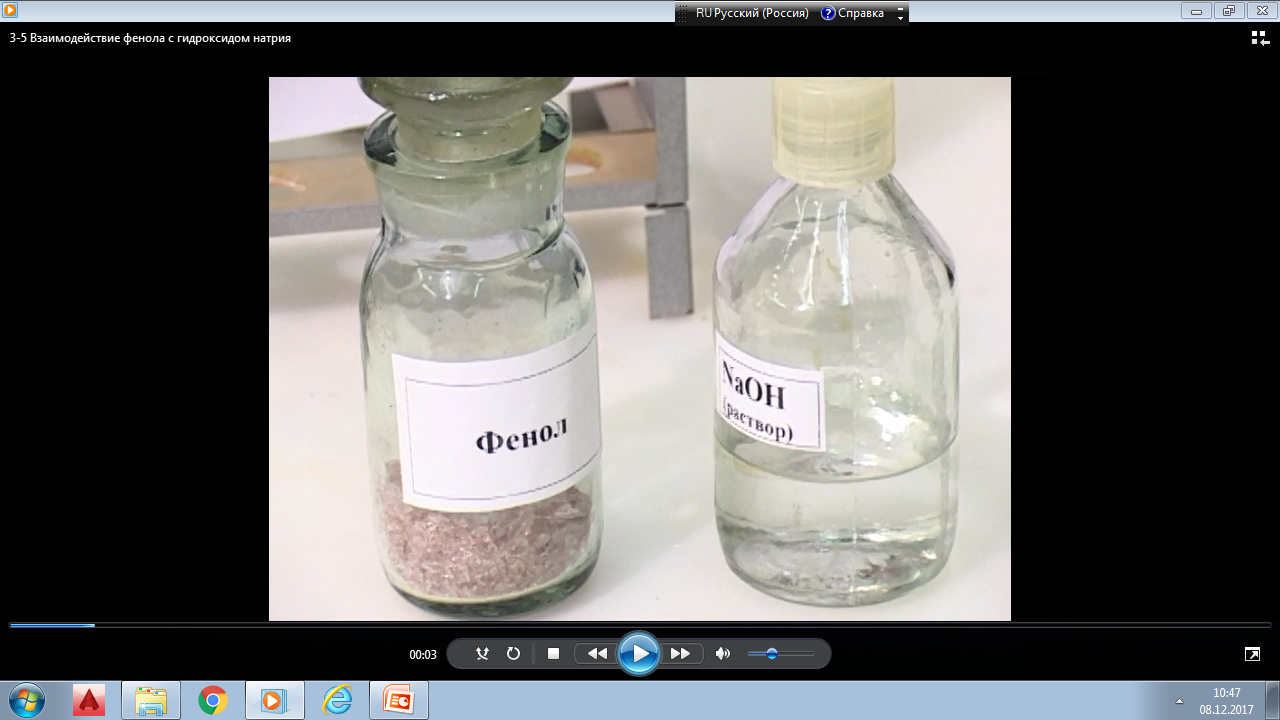 RU Русский (Россия) ? Справка
3-5 Взаимодействие фенола с гидроксидом натрия
Фенол
NaOH
(раствор)
00:03
10:47
08.12.2017